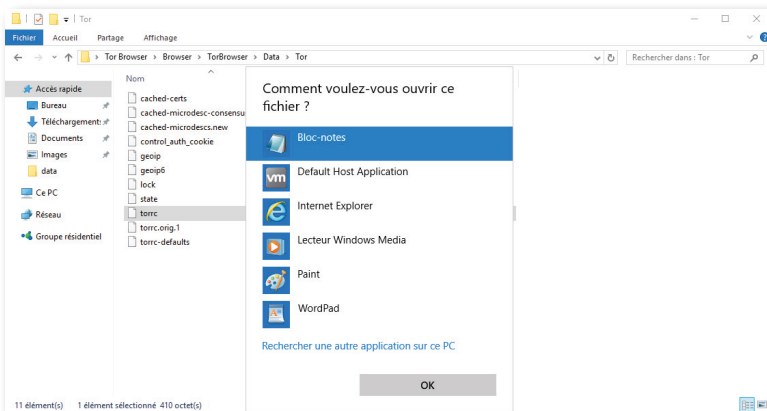 Tor
Fichier Accueil Partage Affichage
Tor Browser > Browser > TorBrowser > Data > Tor
Rechercher dans : Tor
Accès rapide
Bureau
Téléchargements
Documents
Images
data
Ce PC
Réseau
Groupe résidentiel
Nom
cached-certs
cached-microdesc-consensu
cached-microdescs.new
control_auth_cookie
geoip
geoip6
lock
state
torrc
torrc.orig.1
torrc-defaults
Comment voulez-vous ouvrir ce
fichier ?
Bloc-notes
vm
Default Host Application
Internet Explorer
Lecteur Windows Media
Paint
WordPad
Rechercher une autre application sur ce PC
OK
11 élément(s) 1 élément sélectionné 410 octet(s)